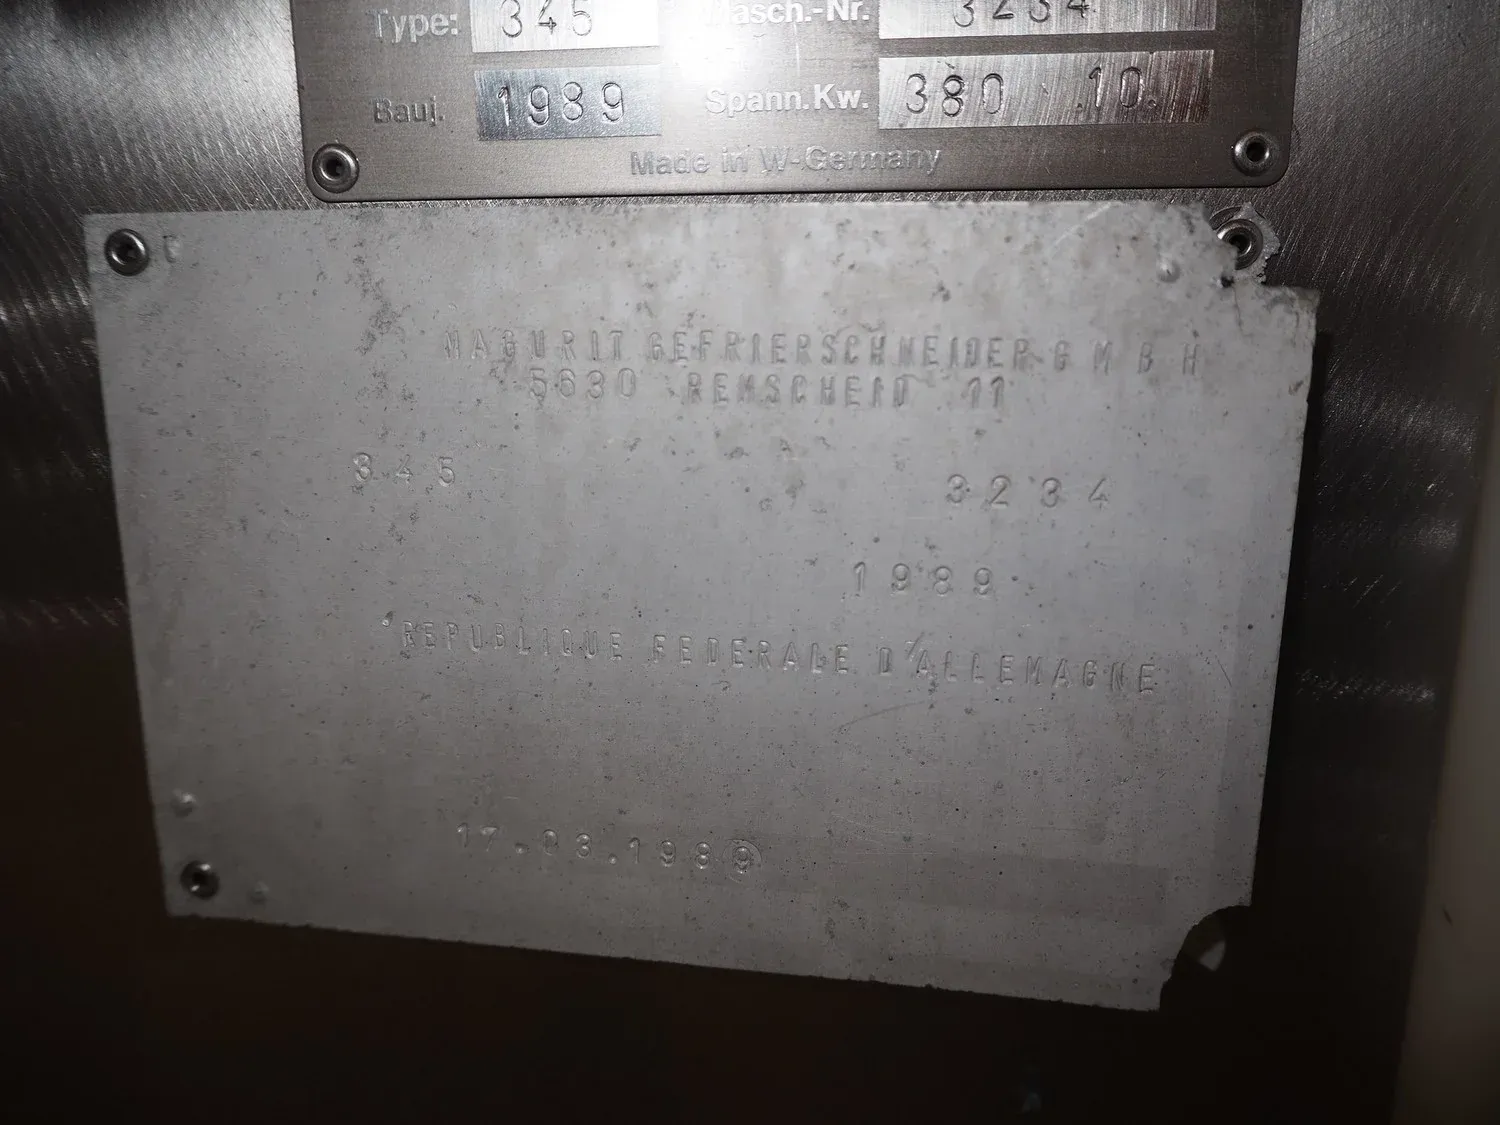 Type: 345 Masch.-Nr. 3234
Bauj. 1989 Spann.Kw. 380 10.
Made in W-Germany
MAGURIT GEFRIERSCHNEIDER GMBH
5630 REMSCHEID 11
345 3234
1989
REPUBLIQUE FEDERALE D'ALLEMAGNE
17.03.1989